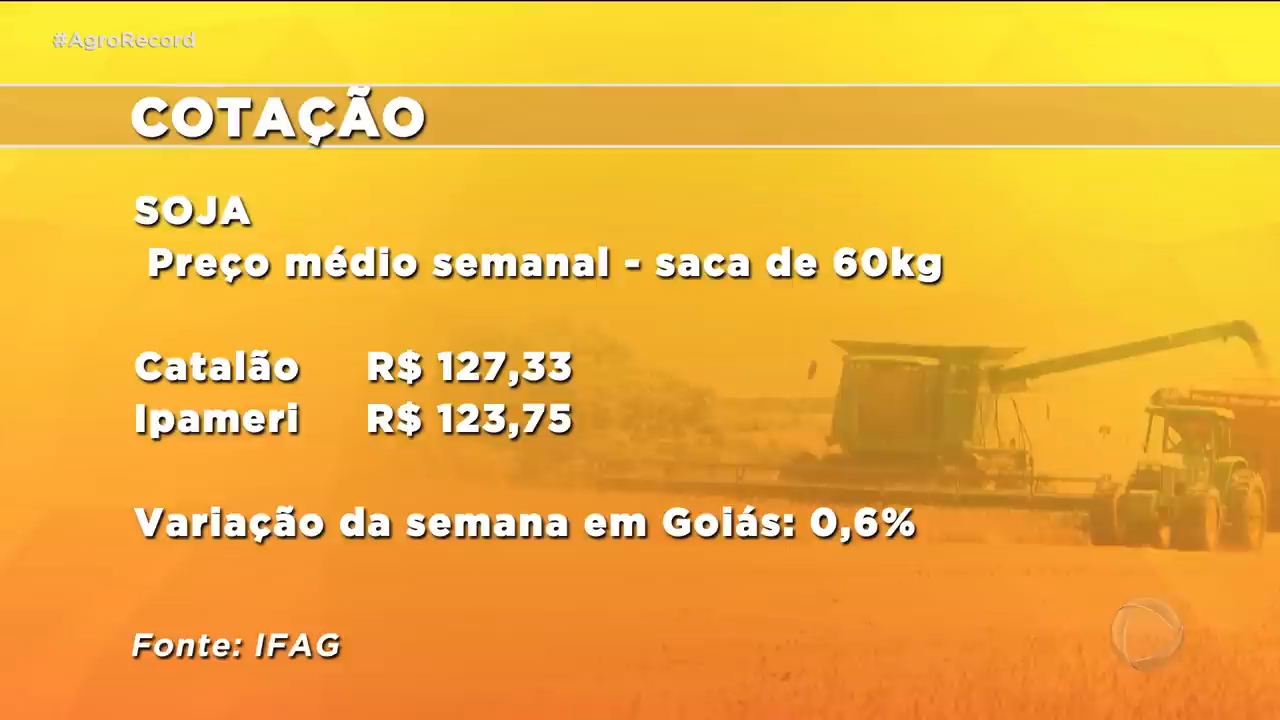 #AgroRecord
COTAÇÃO
SOJA
Preço médio semanal - saca de 60kg
Catalão R$ 127,33
Ipameri R$ 123,75
Variação da semana em Goiás: 0,6%
Fonte: IFAG